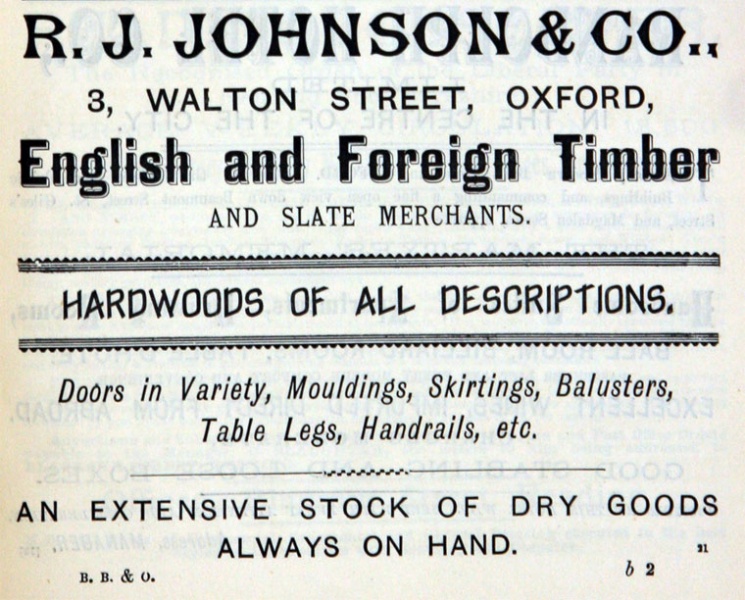 R. J. JOHNSON & CO.,
3, WALTON STREET, OXFORD,
English and Foreign Timber
AND SLATE MERCHANTS.
HARDWOODS OF ALL DESCRIPTIONS.
Doors in Variety, Mouldings, Skirtings, Balusters,
Table Legs, Handrails, etc.
AN EXTENSIVE STOCK OF DRY GOODS
ALWAYS ON HAND.
B. B. & O.
b 2